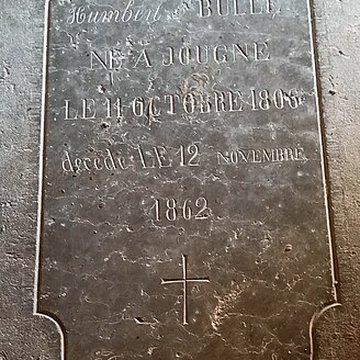 Humbert BULLE
NÉ A JOUGNE
LE 11 OCTOBRE 1806
décédé LE 12 NOVEMBRE
1862